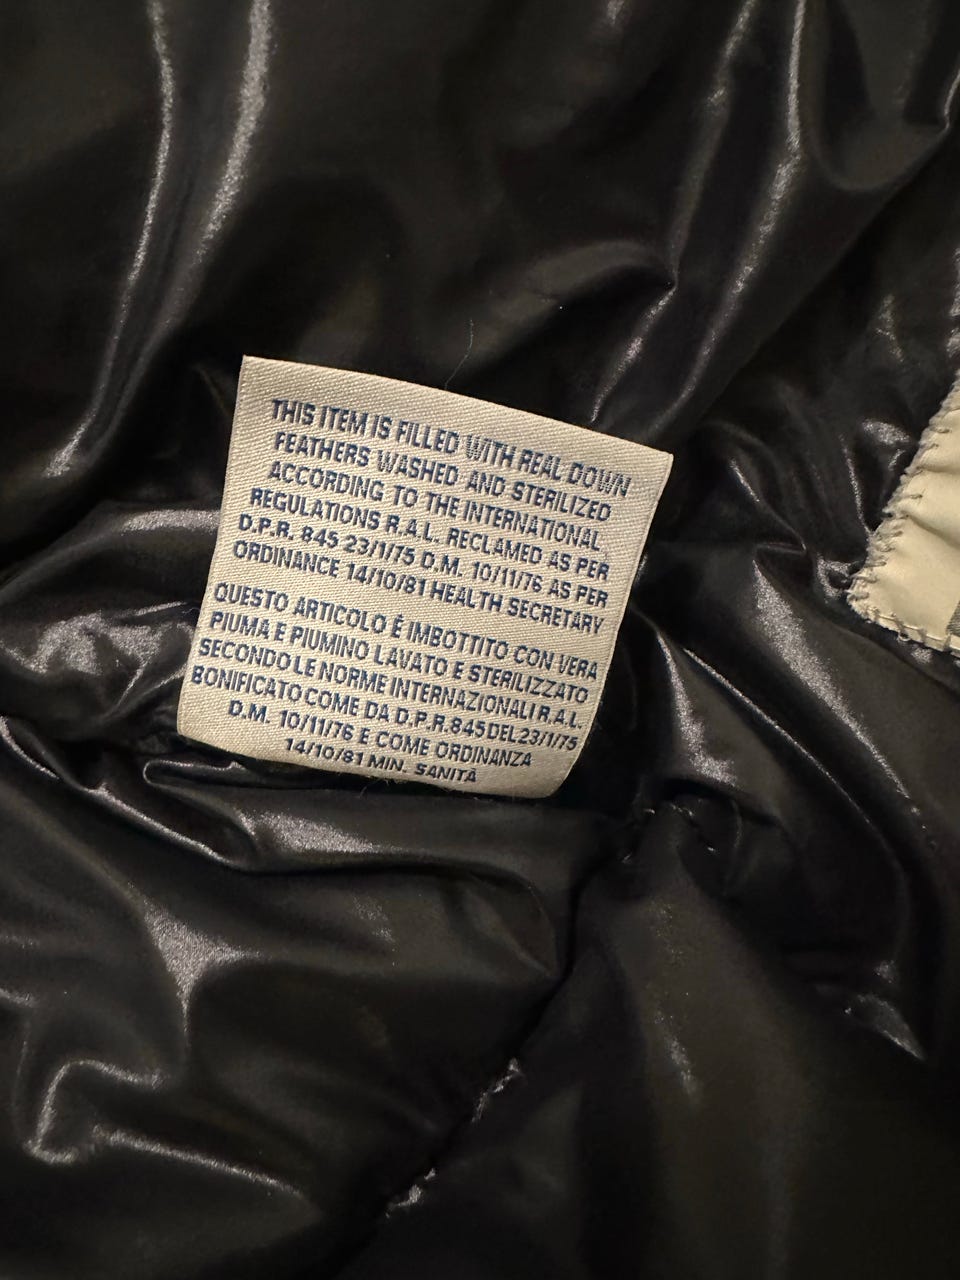 THIS ITEM IS FILLED WITH REAL DOWN
FEATHERS WASHED AND STERILIZED
ACCORDING TO THE INTERNATIONAL
REGULATIONS R.A.L. RECLAMED AS PER
D.P.R. 845 23/1/75 D.M. 10/11/76 AS PER
ORDINANCE 14/10/81 HEALTH SECRETARY
QUESTO ARTICOLO È IMBOTTITO CON VERA
PIUMA E PIUMINO LAVATO E STERILIZZATO
SECONDO LE NORME INTERNAZIONALI R.A.L.
BONIFICATO COME DA D.P.R. 845 DEL 23/1/75
D.M. 10/11/76 E COME ORDINANZA
14/10/81 MIN. SANITÀ